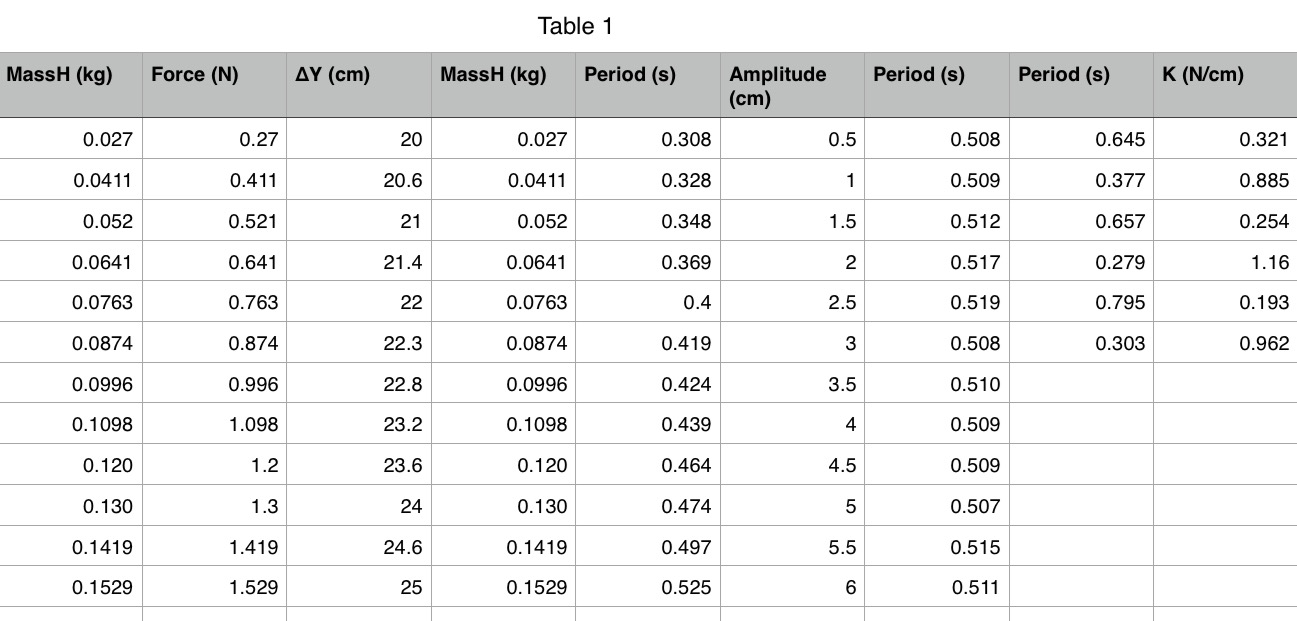 Table 1
MassH (kg) Force (N) ΔY (cm) MassH (kg) Period (s) Amplitude (cm) Period (s) Period (s) K (N/cm)
0.027 0.27 20 0.027 0.308 0.5 0.508 0.645 0.321
0.0411 0.411 20.6 0.0411 0.328 1 0.509 0.377 0.885
0.052 0.521 21 0.052 0.348 1.5 0.512 0.657 0.254
0.0641 0.641 21.4 0.0641 0.369 2 0.517 0.279 1.16
0.0763 0.763 22 0.0763 0.4 2.5 0.519 0.795 0.193
0.0874 0.874 22.3 0.0874 0.419 3 0.508 0.303 0.962
0.0996 0.996 22.8 0.0996 0.424 3.5 0.510
0.1098 1.098 23.2 0.1098 0.439 4 0.509
0.120 1.2 23.6 0.120 0.464 4.5 0.509
0.130 1.3 24 0.130 0.474 5 0.507
0.1419 1.419 24.6 0.1419 0.497 5.5 0.515
0.1529 1.529 25 0.1529 0.525 6 0.511